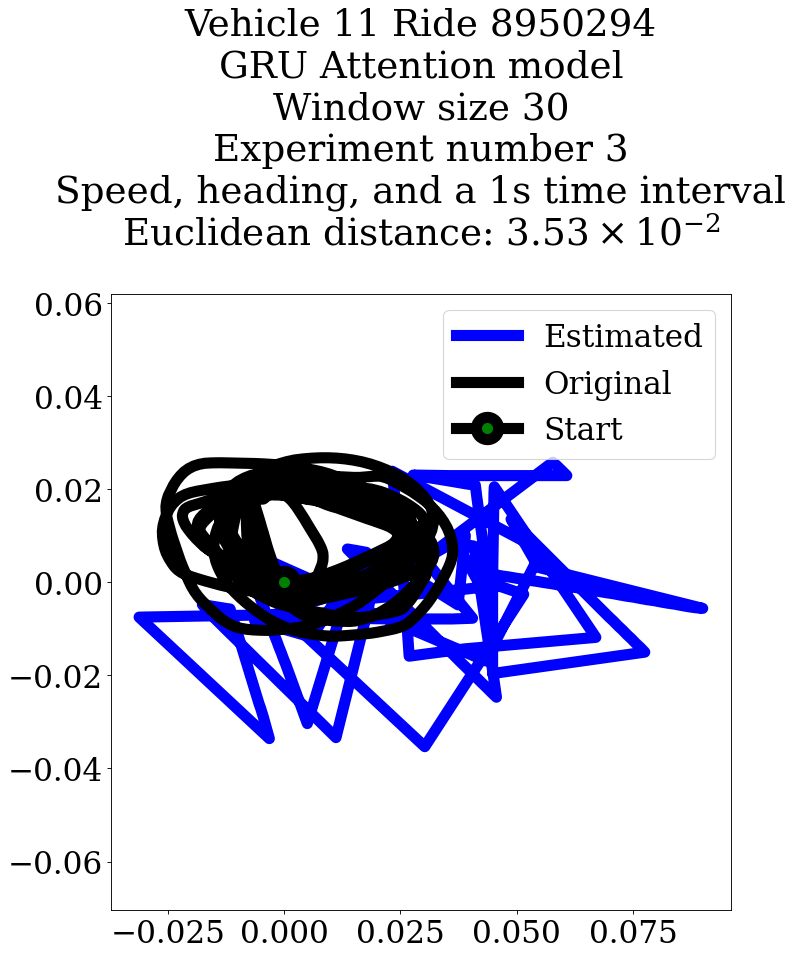 Vehicle 11 Ride 8950294
GRU Attention model
Window size 30
Experiment number 3
Speed, heading, and a 1s time interval
Euclidean distance: 3.53 × 10⁻²
0.06
0.04
0.02
0.00
−0.02
−0.04
−0.06
Estimated
Original
Start
−0.025 0.000 0.025 0.050 0.075